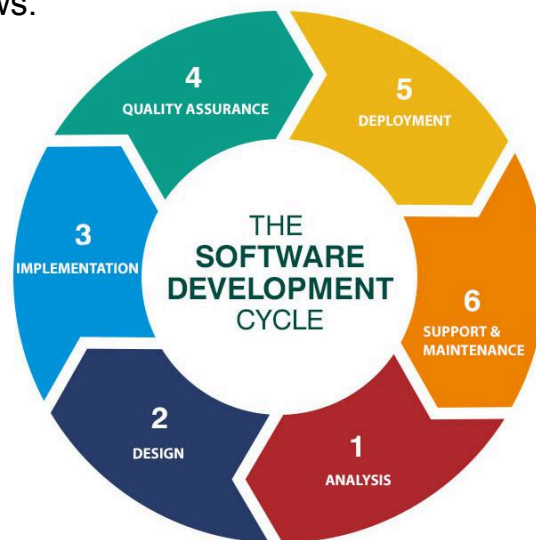 ws.
4
QUALITY ASSURANCE
5
DEPLOYMENT
3
IMPLEMENTATION
THE
SOFTWARE
DEVELOPMENT
CYCLE
6
SUPPORT &
MAINTENANCE
2
DESIGN
1
ANALYSIS